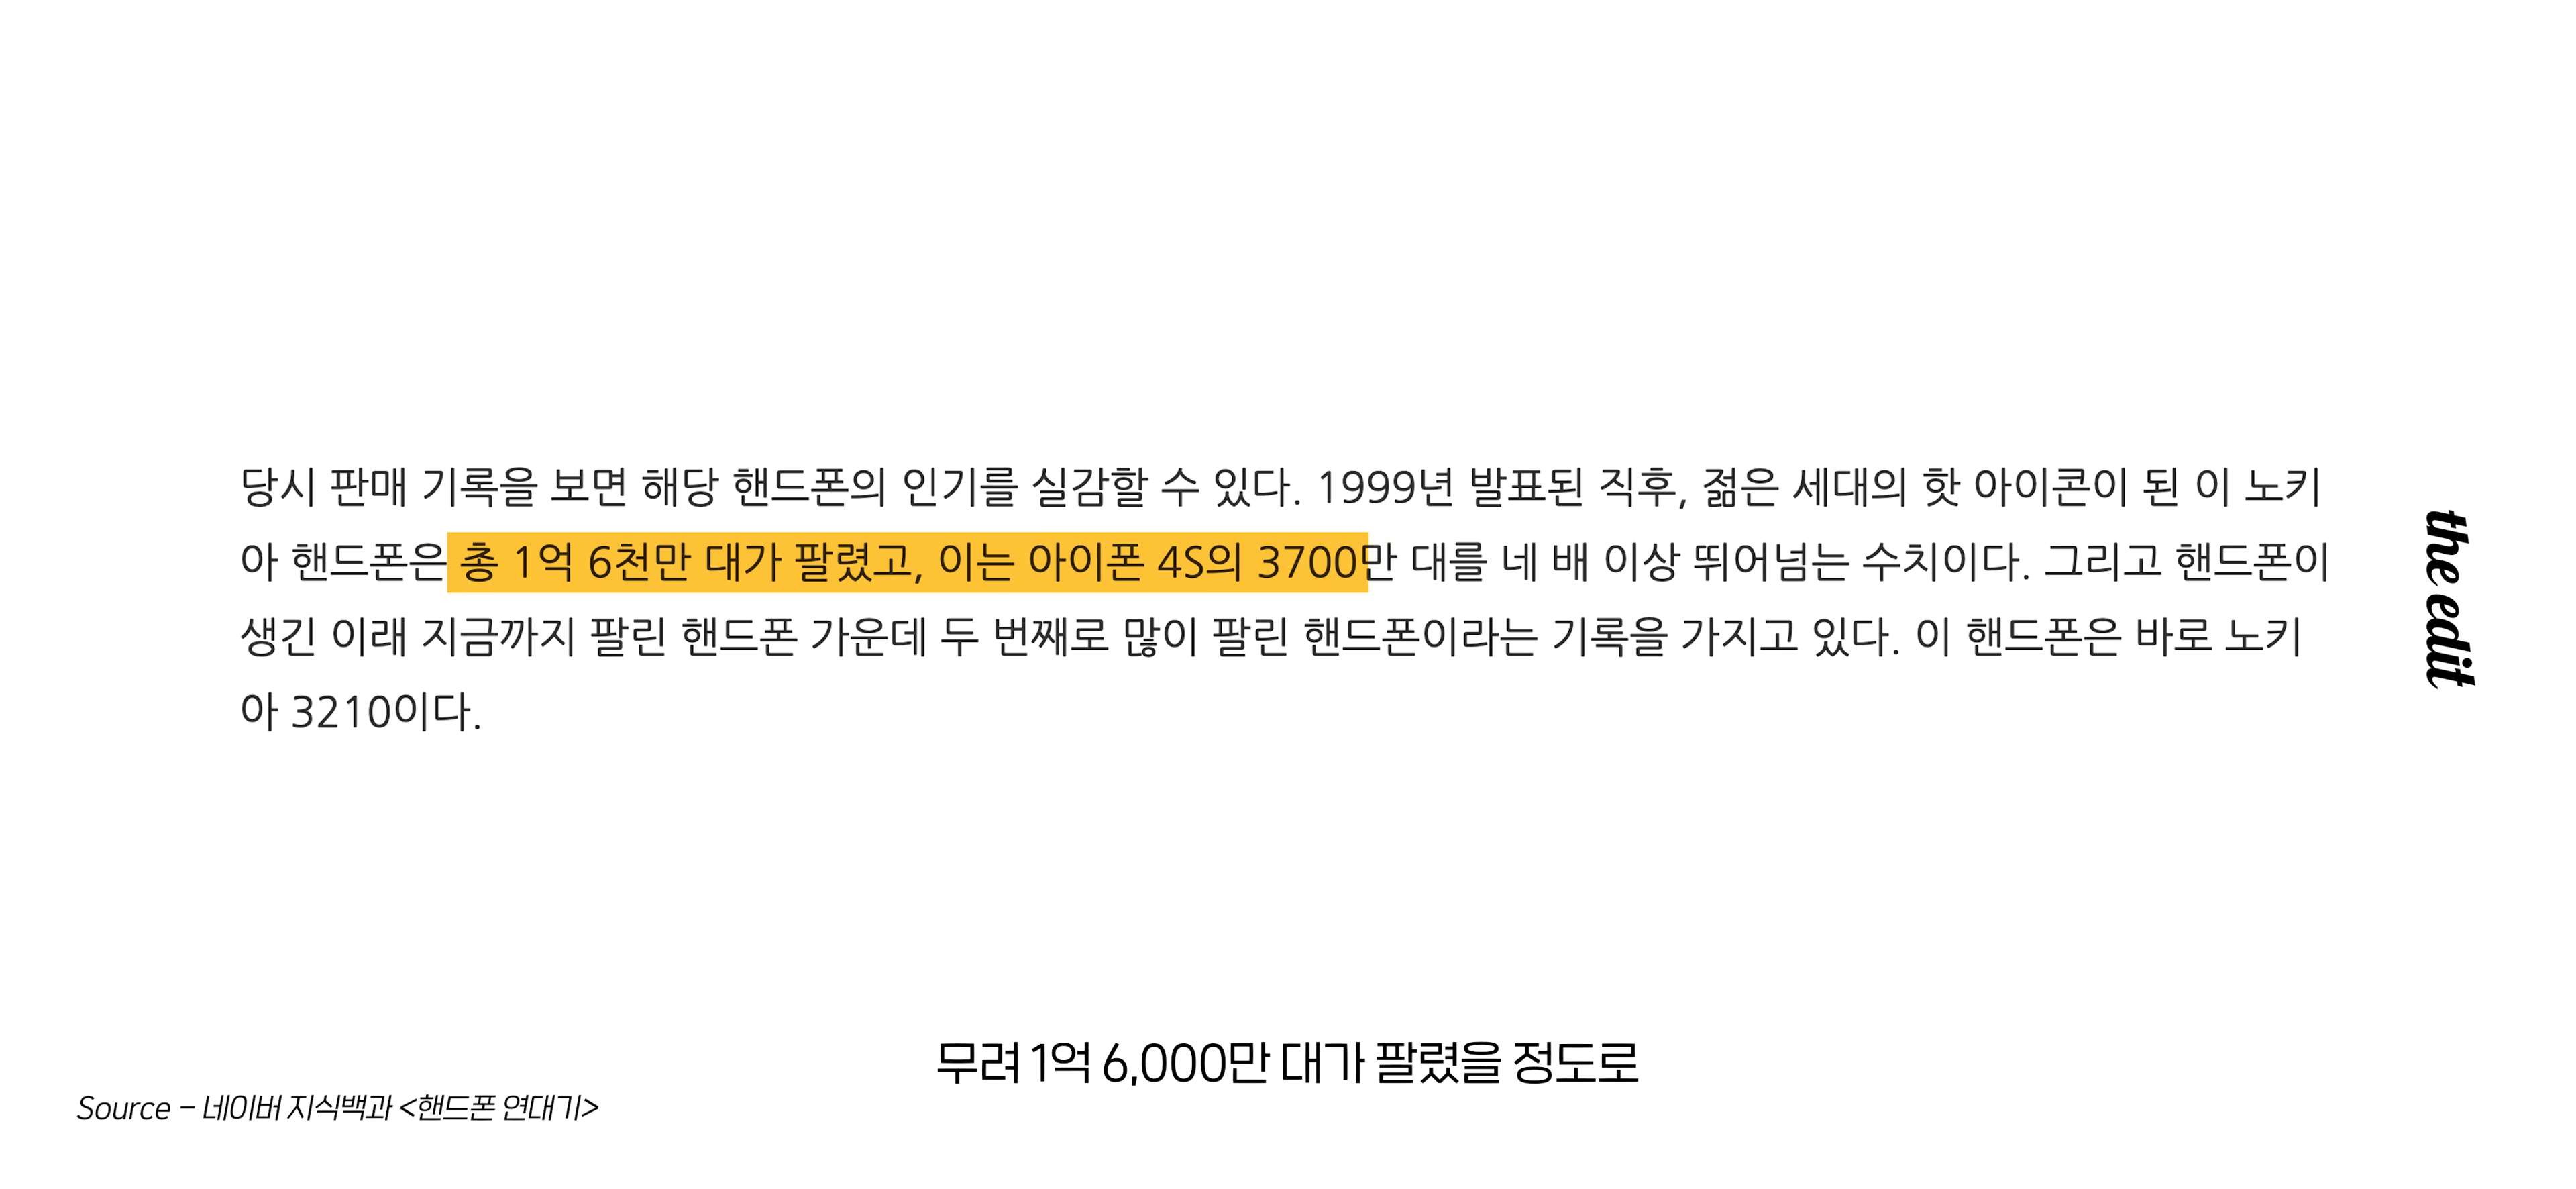 당시 판매 기록을 보면 해당 핸드폰의 인기를 실감할 수 있다. 1999년 발표된 직후, 젊은 세대의 핫 아이콘이 된 이 노키
아 핸드폰은 총 1억 6천만 대가 팔렸고, 이는 아이폰 4S의 3700만 대를 네 배 이상 뛰어넘는 수치이다. 그리고 핸드폰이
생긴 이래 지금까지 팔린 핸드폰 가운데 두 번째로 많이 팔린 핸드폰이라는 기록을 가지고 있다. 이 핸드폰은 바로 노키
아 3210이다.
the edit
무려 1억 6,000만 대가 팔렸을 정도로
Source – 네이버 지식백과 <핸드폰 연대기>